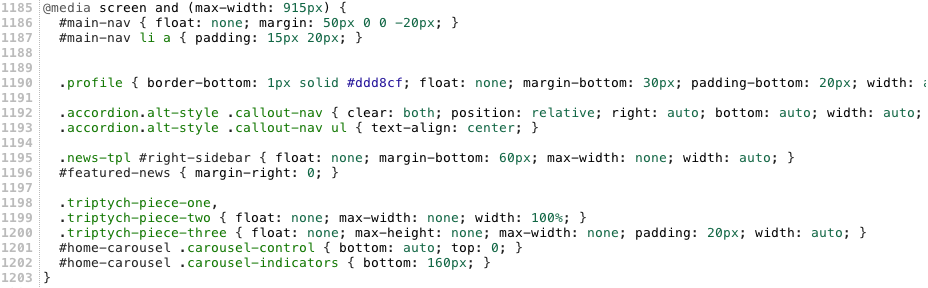 1185 @media screen and (max-width: 915px) {
1186 #main-nav { float: none; margin: 50px 0 0 -20px; }
1187 #main-nav li a { padding: 15px 20px; }
1188
1189
1190 .profile { border-bottom: 1px solid #ddd8cf; float: none; margin-bottom: 30px; padding-bottom: 20px; width:
1191
1192 .accordion.alt-style .callout-nav { clear: both; position: relative; right: auto; bottom: auto; width: auto;
1193 .accordion.alt-style .callout-nav ul { text-align: center; }
1194
1195 .news-tpl #right-sidebar { float: none; margin-bottom: 60px; max-width: none; width: auto; }
1196 #featured-news { margin-right: 0; }
1197
1198 .triptych-piece-one,
1199 .triptych-piece-two { float: none; max-width: none; width: 100%; }
1200 .triptych-piece-three { float: none; max-height: none; max-width: none; padding: 20px; width: auto; }
1201 #home-carousel .carousel-control { bottom: auto; top: 0; }
1202 #home-carousel .carousel-indicators { bottom: 160px; }
1203 }